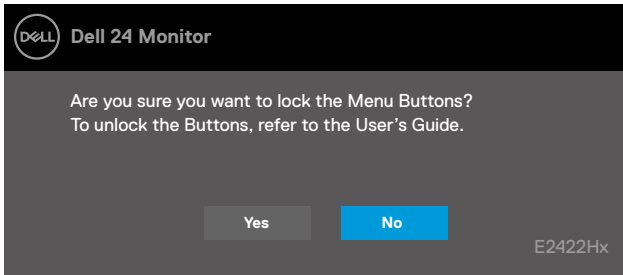 DELL
Dell 24 Monitor
Are you sure you want to lock the Menu Buttons?
To unlock the Buttons, refer to the User’s Guide.
Yes
No
E2422Hx